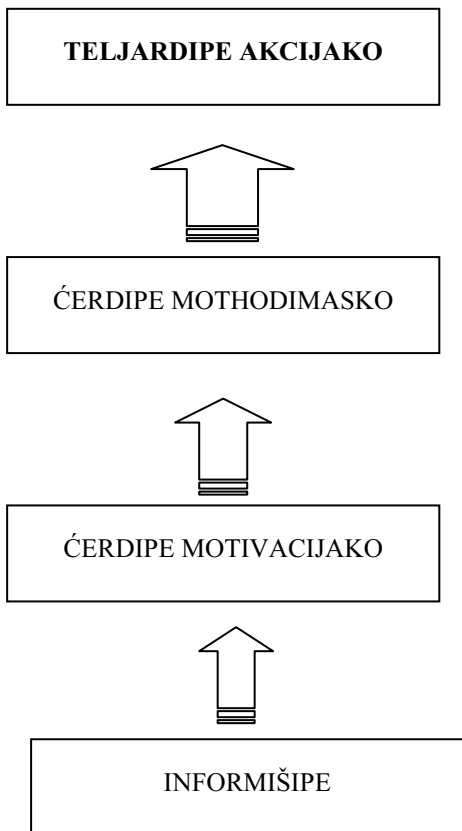 TELJARDIPE AKCIJAKO
ĆERDIPE MOTHODIMASKO
ĆERDIPE MOTIVACIJAKO
INFORMIŠIPE